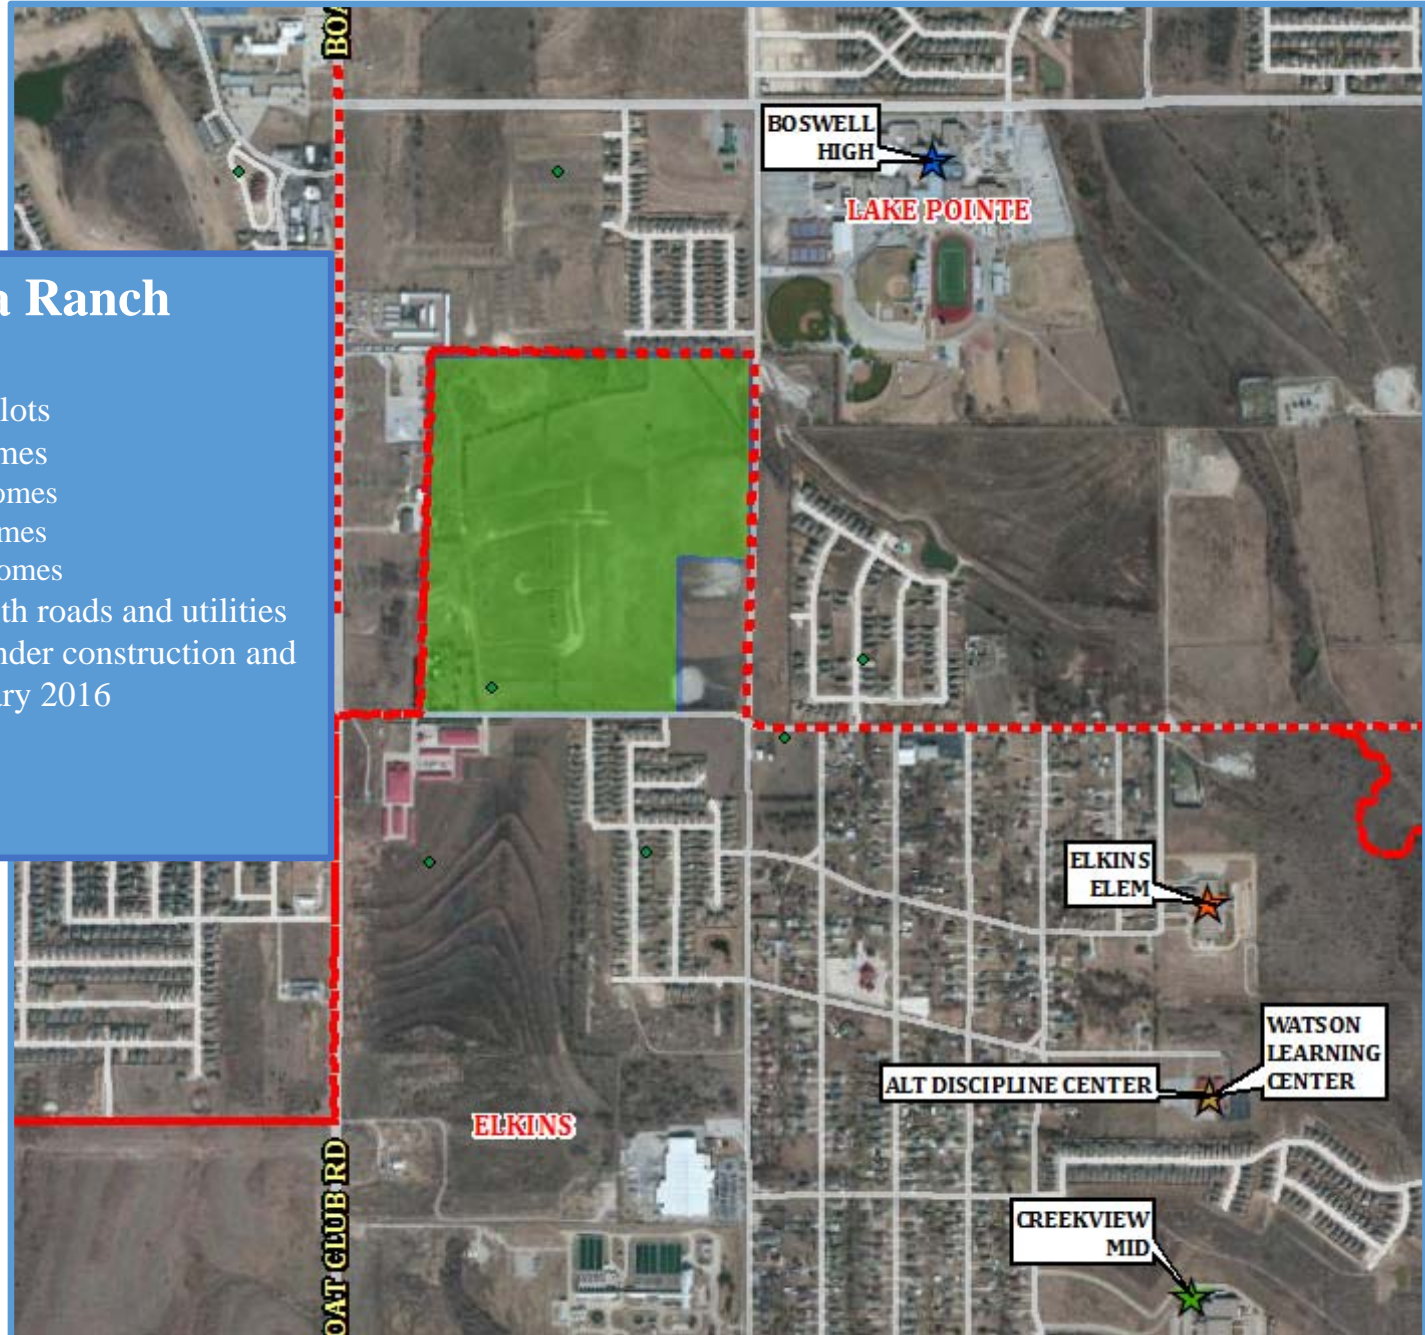 BOA
BOSWELL
HIGH
LAKE POINTE
a Ranch
lots
mes
omes
mes
omes
th roads and utilities
nder construction and
ary 2016
ELKINS
ELEM
WATSON
LEARNING
CENTER
ALT DISCIPLINE CENTER
ELKINS
OAT CLUB RD
CREEKVIEW
MID